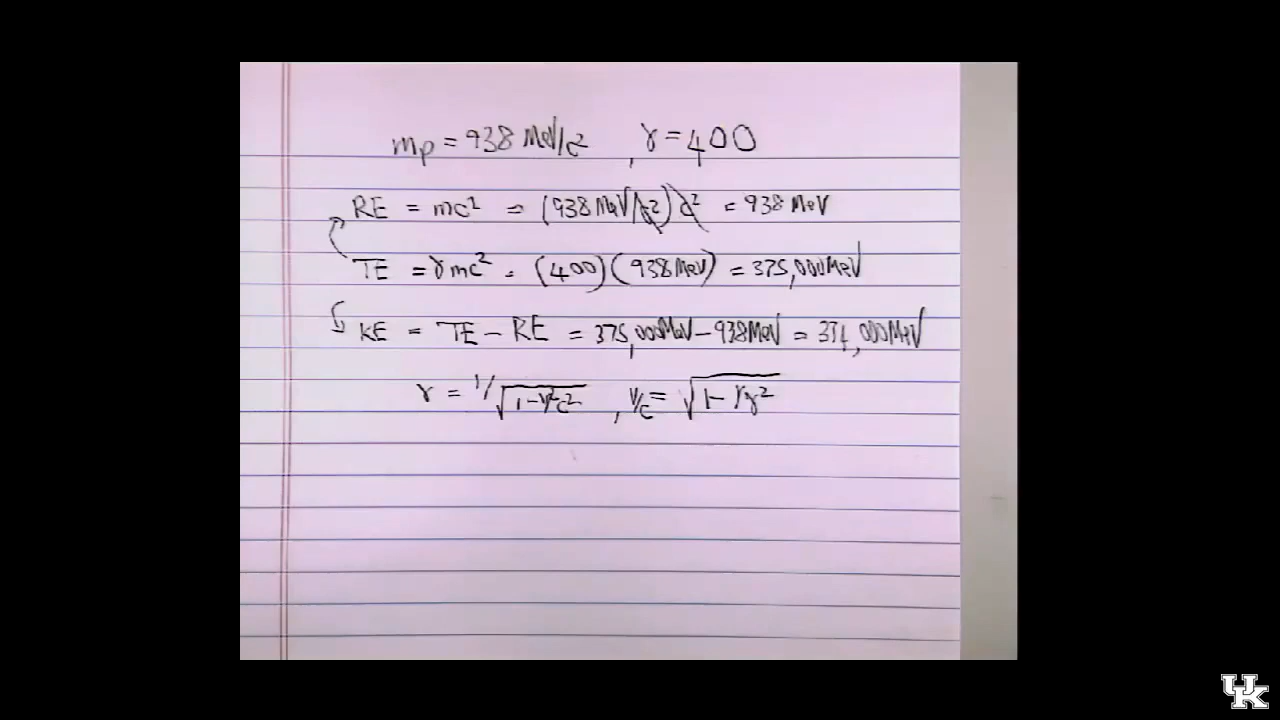 mp = 938 MeV/c² , γ = 400
RE = mc² = (938 MeV/c²) c² = 938 MeV
TE = γmc² = (400)(938 MeV) = 375,000 MeV
KE = TE − RE = 375,000 MeV − 938 MeV = 374,000 MeV
γ = 1/√1−v²/c² , v/c = √1−1/γ²
UK